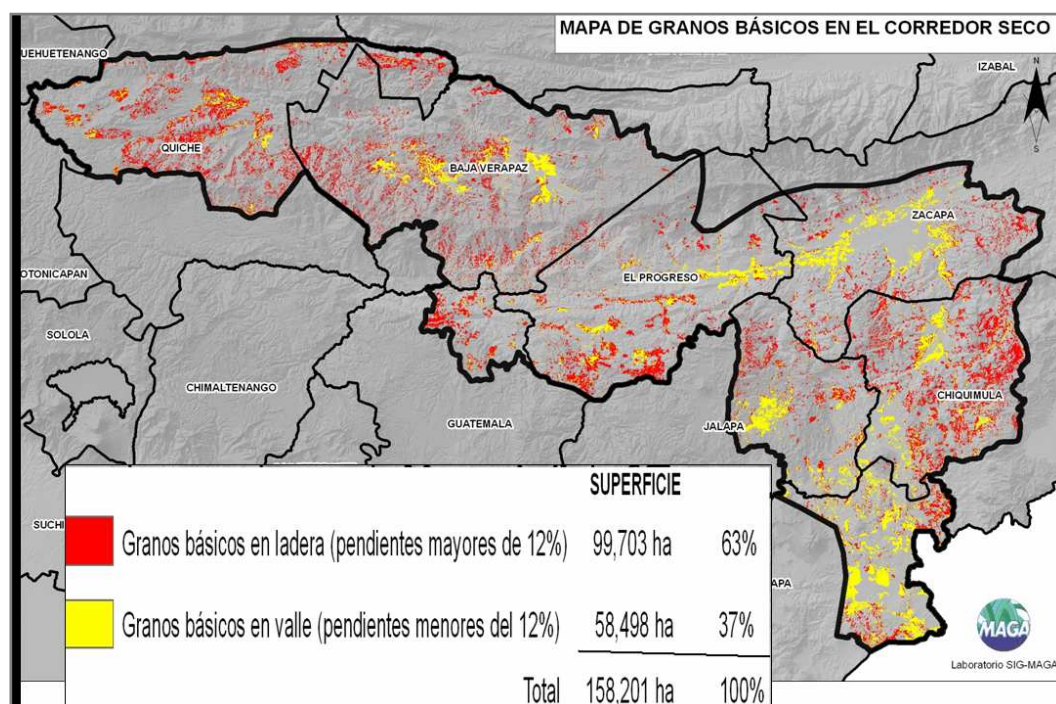 MAPA DE GRANOS BÁSICOS EN EL CORREDOR SECO
UEHUETENANGO
IZABAL
N
S
QUICHE
BAJA VERAPAZ
ZACAPA
OTONICAPAN
EL PROGRESO
SOLOLA
CHIMALTENANGO
GUATEMALA
JALAPA
CHIQUIMULA
SUCHI
APA
SUPERFICIE
Granos básicos en ladera (pendientes mayores de 12%) 99,703 ha 63%
Granos básicos en valle (pendientes menores del 12%) 58,498 ha 37%
Total 158,201 ha 100%
MAGA
Laboratorio SIG-MAGA